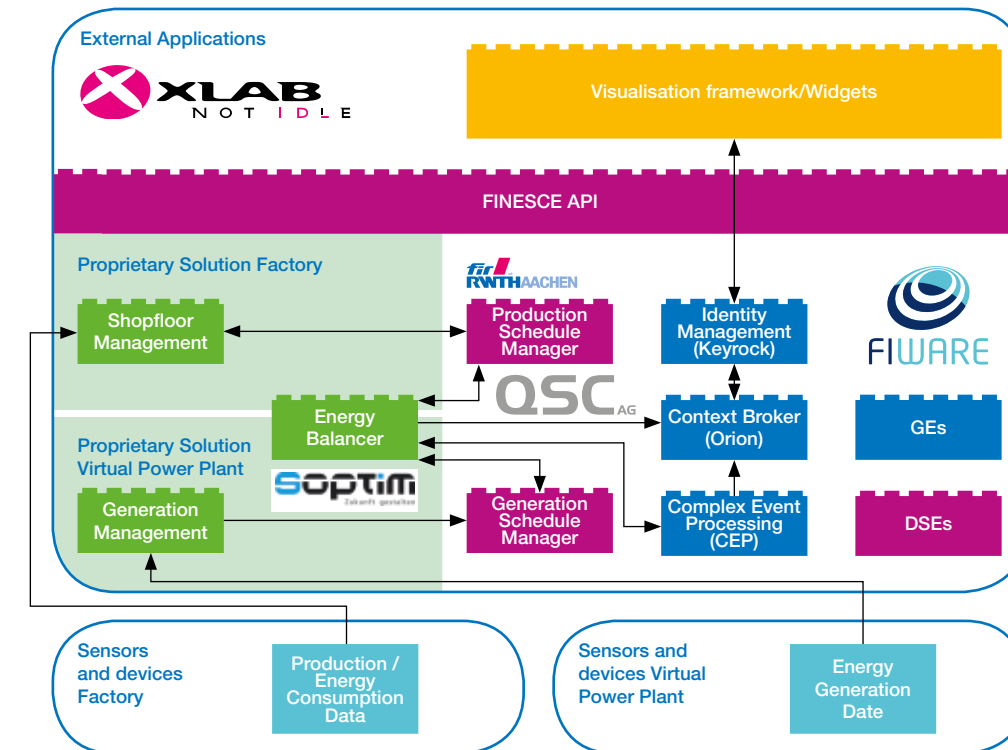 External Applications
XLAB
NOT IDLE
Visualisation framework/Widgets
FINESCE API
Proprietary Solution Factory
fir
RWTHAACHEN
Shopfloor
Management
Production
Schedule
Manager
Identity
Management
(Keyrock)
FIWARE
QSC AG
Energy
Balancer
Context Broker
(Orion)
GEs
Proprietary Solution
Virtual Power Plant
Soptim
Zukunft gestalten
Generation
Management
Generation
Schedule
Manager
Complex Event
Processing
(CEP)
DSEs
Sensors
and devices
Factory
Production /
Energy
Consumption
Data
Sensors and
devices Virtual
Power Plant
Energy
Generation
Date